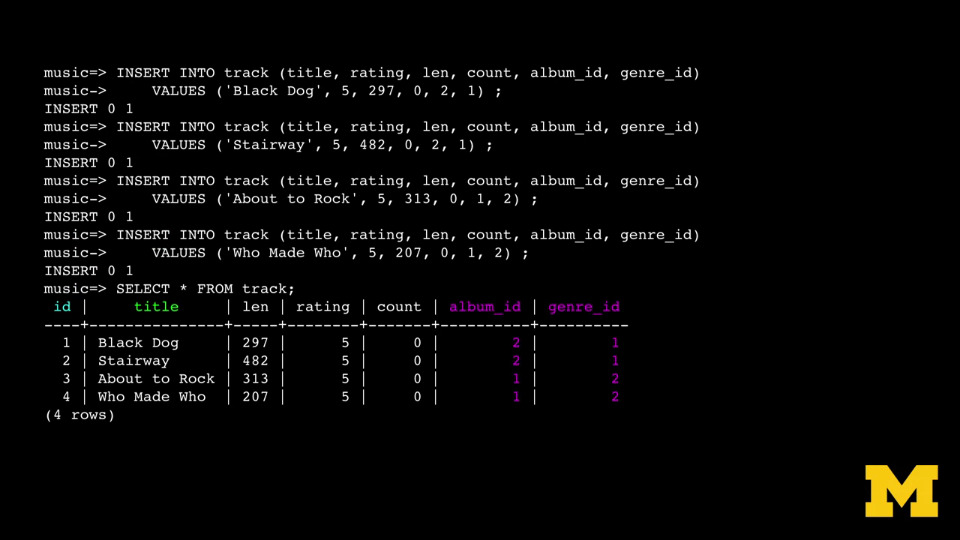 music=> INSERT INTO track (title, rating, len, count, album_id, genre_id)
music->     VALUES ('Black Dog', 5, 297, 0, 2, 1) ;
INSERT 0 1
music=> INSERT INTO track (title, rating, len, count, album_id, genre_id)
music->     VALUES ('Stairway', 5, 482, 0, 2, 1) ;
INSERT 0 1
music=> INSERT INTO track (title, rating, len, count, album_id, genre_id)
music->     VALUES ('About to Rock', 5, 313, 0, 1, 2) ;
INSERT 0 1
music=> INSERT INTO track (title, rating, len, count, album_id, genre_id)
music->     VALUES ('Who Made Who', 5, 207, 0, 1, 2) ;
INSERT 0 1
music=> SELECT * FROM track;
 id |     title     | len | rating | count | album_id | genre_id
----+---------------+-----+--------+-------+----------+----------
  1 | Black Dog     | 297 |      5 |     0 |        2 |        1
  2 | Stairway      | 482 |      5 |     0 |        2 |        1
  3 | About to Rock | 313 |      5 |     0 |        1 |        2
  4 | Who Made Who  | 207 |      5 |     0 |        1 |        2
(4 rows)
M